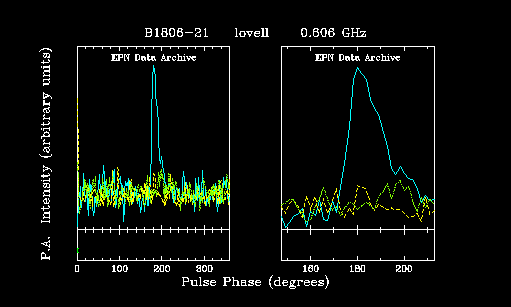 B1806-21 lovell 0.606 GHz
EPN Data Archive EPN Data Archive
Intensity (arbitrary units)
P.A.
0 100 200 300 160 180 200
Pulse Phase (degrees)